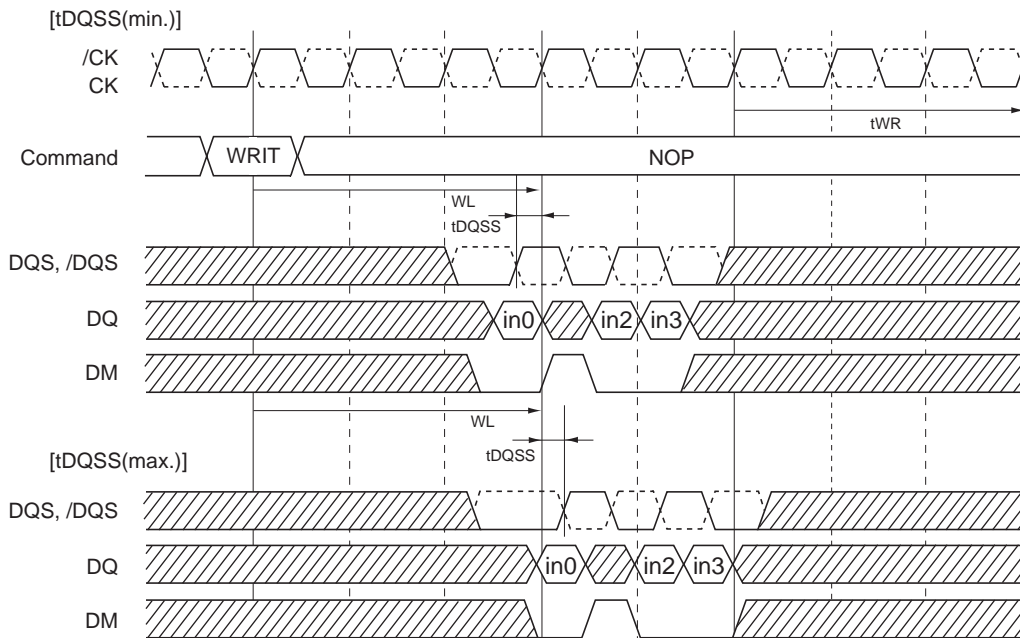 [tDQSS(min.)]
/CK
CK
tWR
Command WRIT NOP
WL
tDQSS
DQS, /DQS
DQ in0 in2 in3
DM
WL
tDQSS
[tDQSS(max.)]
DQS, /DQS
DQ in0 in2 in3
DM